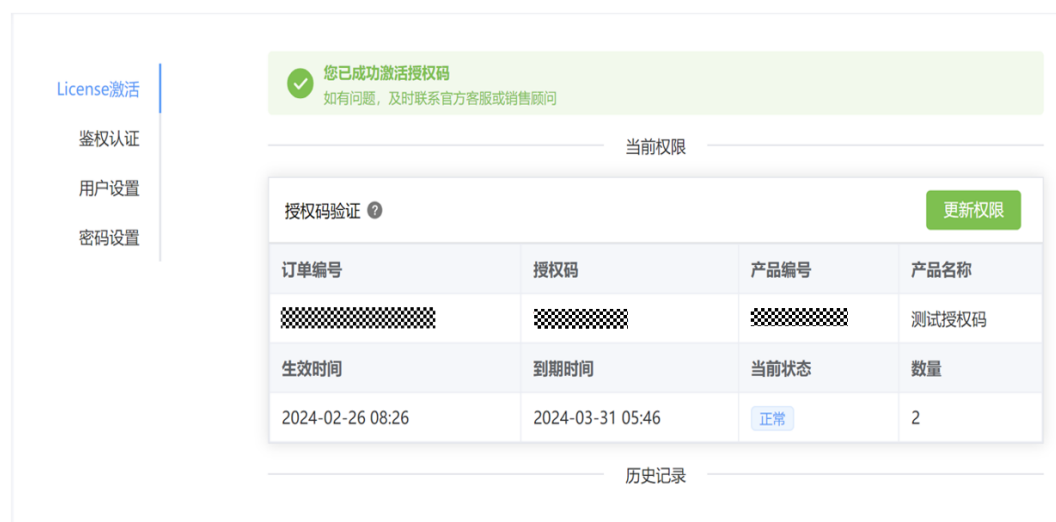 License激活
鉴权认证
用户设置
密码设置
您已成功激活授权码
如有问题，及时联系官方客服或销售顾问
当前权限
授权码验证 ?
更新权限
订单编号 授权码 产品编号 产品名称
测试授权码
生效时间 到期时间 当前状态 数量
2024-02-26 08:26 2024-03-31 05:46 正常 2
历史记录